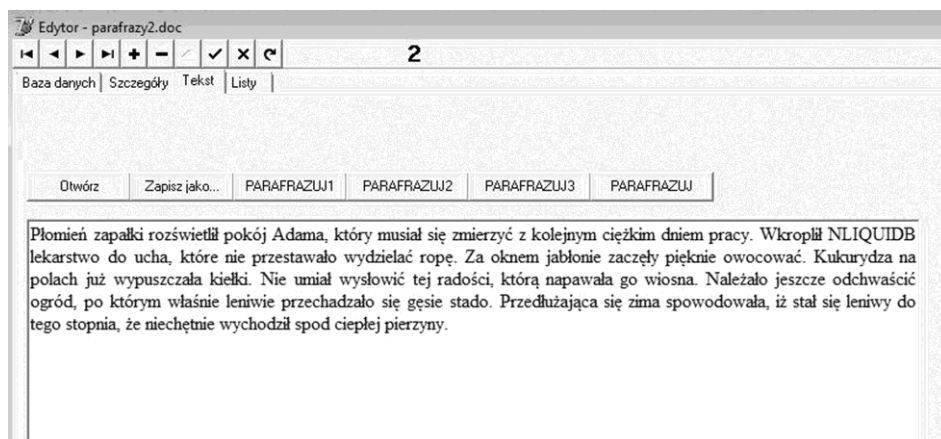 Edytor - parafrazy2.doc
2
Baza danych Szczegóły Tekst Listy
Otwórz Zapisz jako... PARAFRAZUJ1 PARAFRAZUJ2 PARAFRAZUJ3 PARAFRAZUJ
Płomień zapałki rozświetlił pokój Adama, który musiał się zmierzyć z kolejnym ciężkim dniem pracy. Wkroplił NLIQUIDB
lekarstwo do ucha, które nie przestawało wydzielać ropę. Za oknem jabłonie zaczęły pięknie owocować. Kukurydza na
polach już wypuszczała kiełki. Nie umiał wysłowić tej radości, którą napawała go wiosna. Należało jeszcze odchwaścić
ogród, po którym właśnie leniwie przechadzało się gęsie stado. Przedłużająca się zima spowodowała, iż stał się leniwy do
tego stopnia, że niechętnie wychodził spod ciepłej pierzyny.